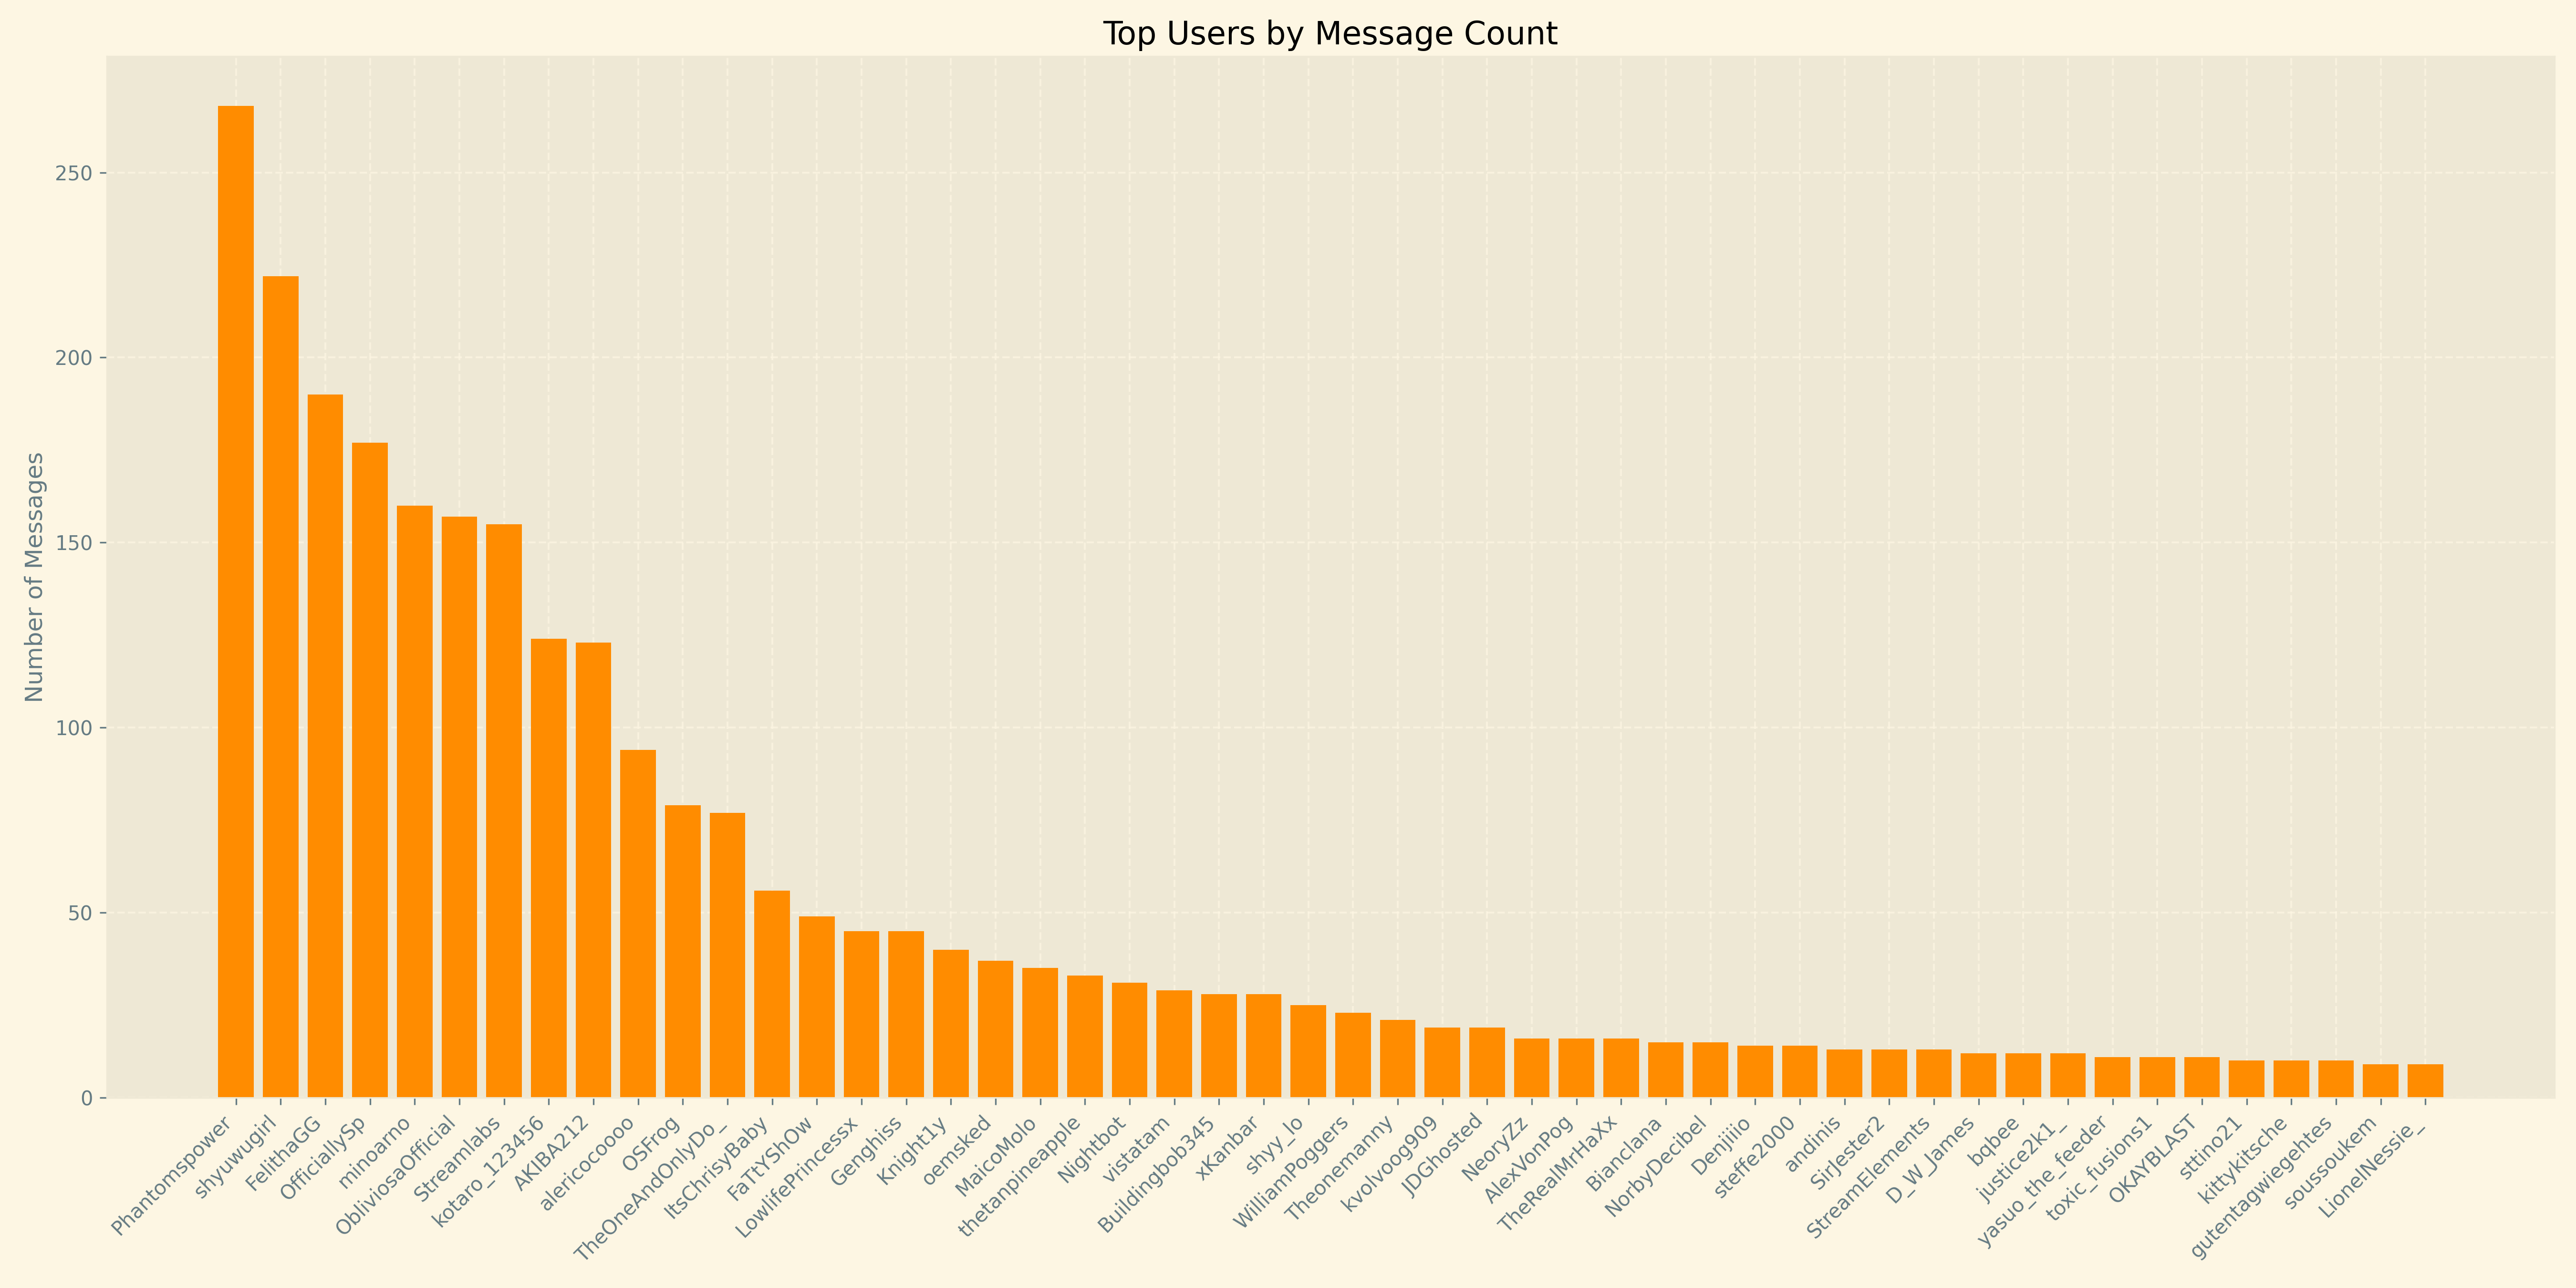 Top Users by Message Count
Number of Messages
250
200
150
100
50
0
Phantomspower
shyuwugirl
FelithaGG
OfficiallySp
minoarno
ObliviosaOfficial
Streamlabs
kotaro_123456
AKIBA212
alericocoooo
OSFrog
TheOneAndOnlyDo_
ItsChrisyBaby
FaTtYShOw
LowlifePrincessx
Genghiss
Knight1y
oemsked
MaicoMolo
thetanpineapple
Nightbot
vistatam
Buildingbob345
xKanbar
shyy_lo
WilliamPoggers
Theonemanny
kvolvoog909
JDGhosted
NeoryZz
AlexVonPog
TheRealMrHaXx
Bianclana
NorbyDecibel
Denjiiio
steffe2000
andinis
SirJester2
StreamElements
D_W_James
bqbee
justice2k1_
yasuo_the_feeder
toxic_fusions1
OKAYBLAST
sttino21
kittykitsche
gutentagwiegehtes
soussoukem
LionelNessie_